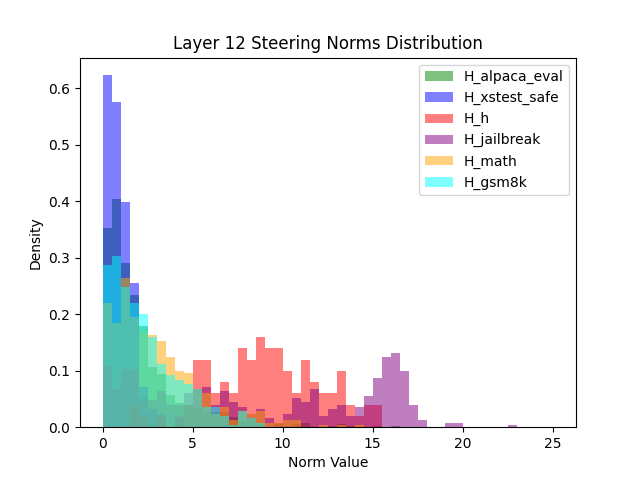 Layer 12 Steering Norms Distribution
H_alpaca_eval
H_xstest_safe
H_h
H_jailbreak
H_math
H_gsm8k
Density
0.6
0.5
0.4
0.3
0.2
0.1
0.0
0 5 10 15 20 25
Norm Value